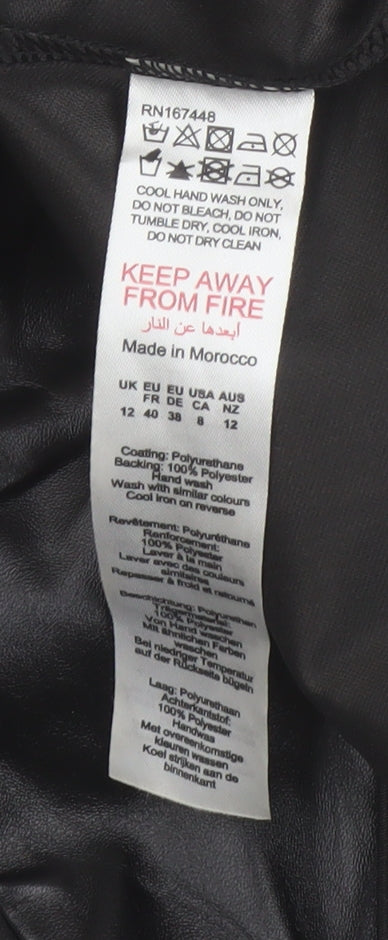 RN167448
COOL HAND WASH ONLY,
DO NOT BLEACH, DO NOT
TUMBLE DRY, COOL IRON,
DO NOT DRY CLEAN
KEEP AWAY
FROM FIRE
أبعدها عن النار
Made in Morocco
UK EU EU USA AUS
FR DE CA NZ
12 40 38 8 12
Coating: Polyurethane
Backing: 100% Polyester
Hand wash
Wash with similar colours
Cool iron on reverse
Revêtement: Polyuréthane
Renforcement:
100% Polyester
Laver à la main
Laver avec des couleurs
similaires
Repasser à froid et retourné
Beschichtung: Polyurethan
Trägermaterial:
100% Polyester
Von Hand waschen
Mit ähnlichen Farben
waschen
Bei niedriger Temperatur
auf der Rückseite bügeln
Laag: Polyurethaan
Achterkantstof:
100% Polyester
Handwas
Met overeenkomstige
kleuren wassen
Koel strijken aan de
binnenkant